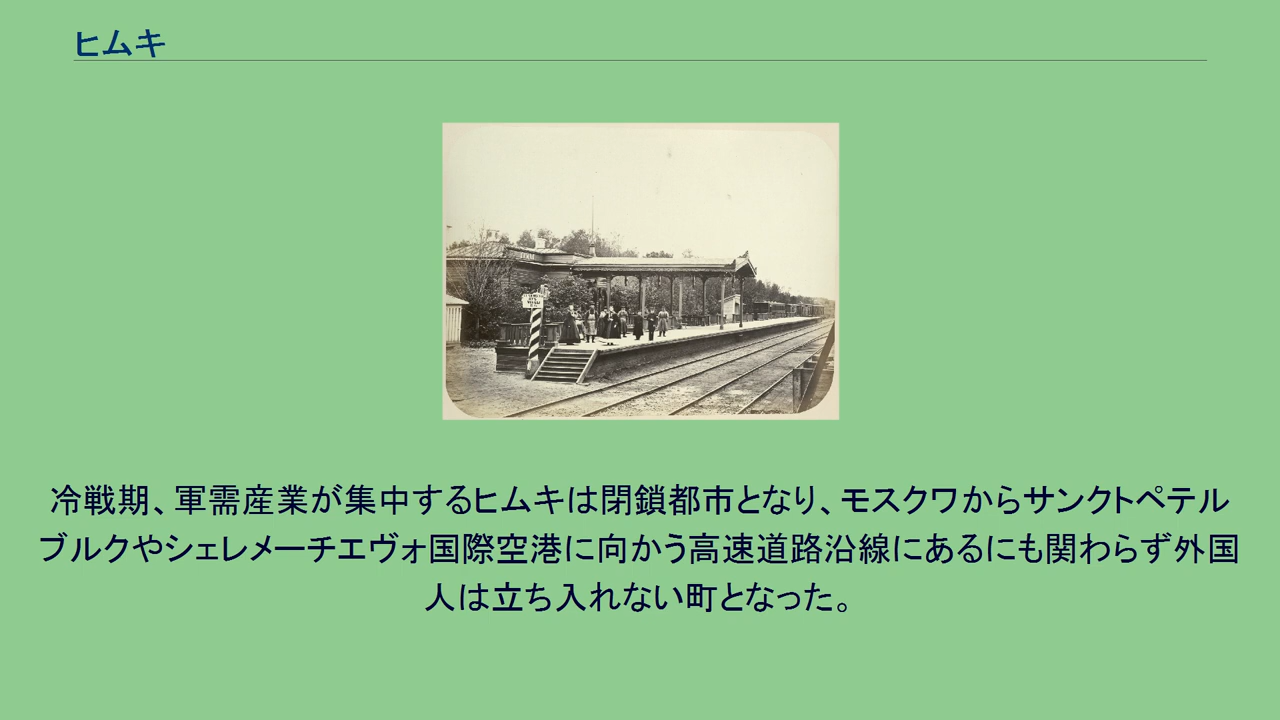 ヒムキ
冷戦期、軍需産業が集中するヒムキは閉鎖都市となり、モスクワからサンクトペテル
ブルクやシェレメーチエヴォ国際空港に向かう高速道路沿線にあるにも関わらず外国
人は立ち入れない町となった。